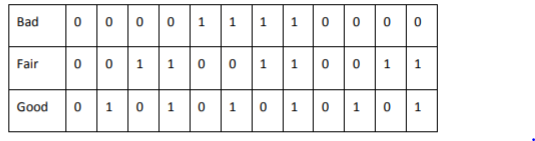 Bad 0 0 0 0 1 1 1 1 0 0 0 0
Fair 0 0 1 1 0 0 1 1 0 0 1 1
Good 0 1 0 1 0 1 0 1 0 1 0 1
.